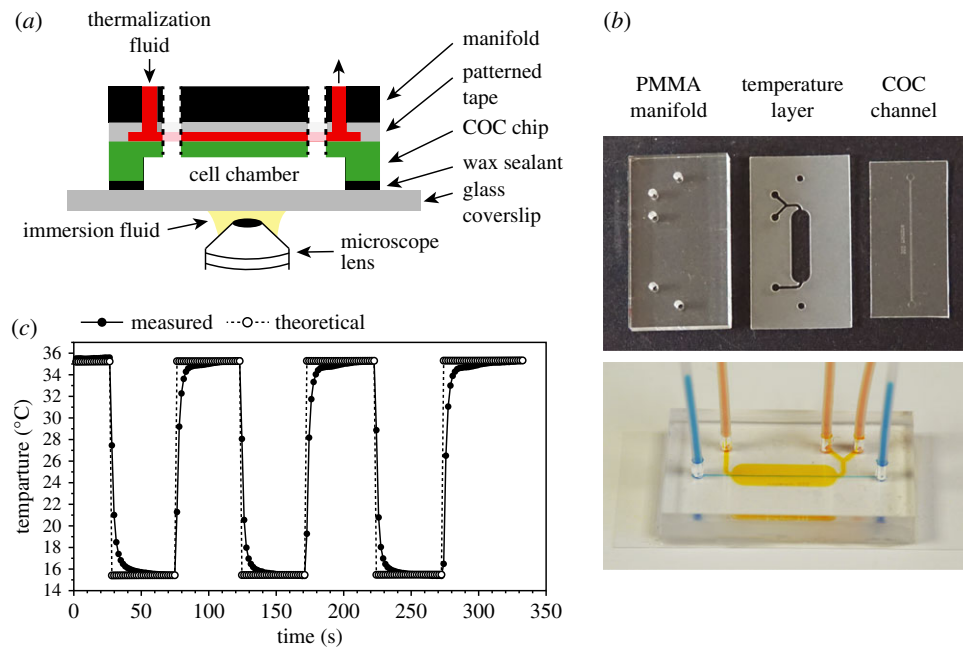 (a)
thermalization
fluid
manifold
patterned
tape
COC chip
wax sealant
glass
coverslip
cell chamber
immersion fluid
microscope
lens
(b)
PMMA
manifold
temperature
layer
COC
channel
(c)
measured
theoretical
36
34
32
30
28
26
24
22
20
18
16
14
temparture (°C)
0
50
100
150
200
250
300
350
time (s)